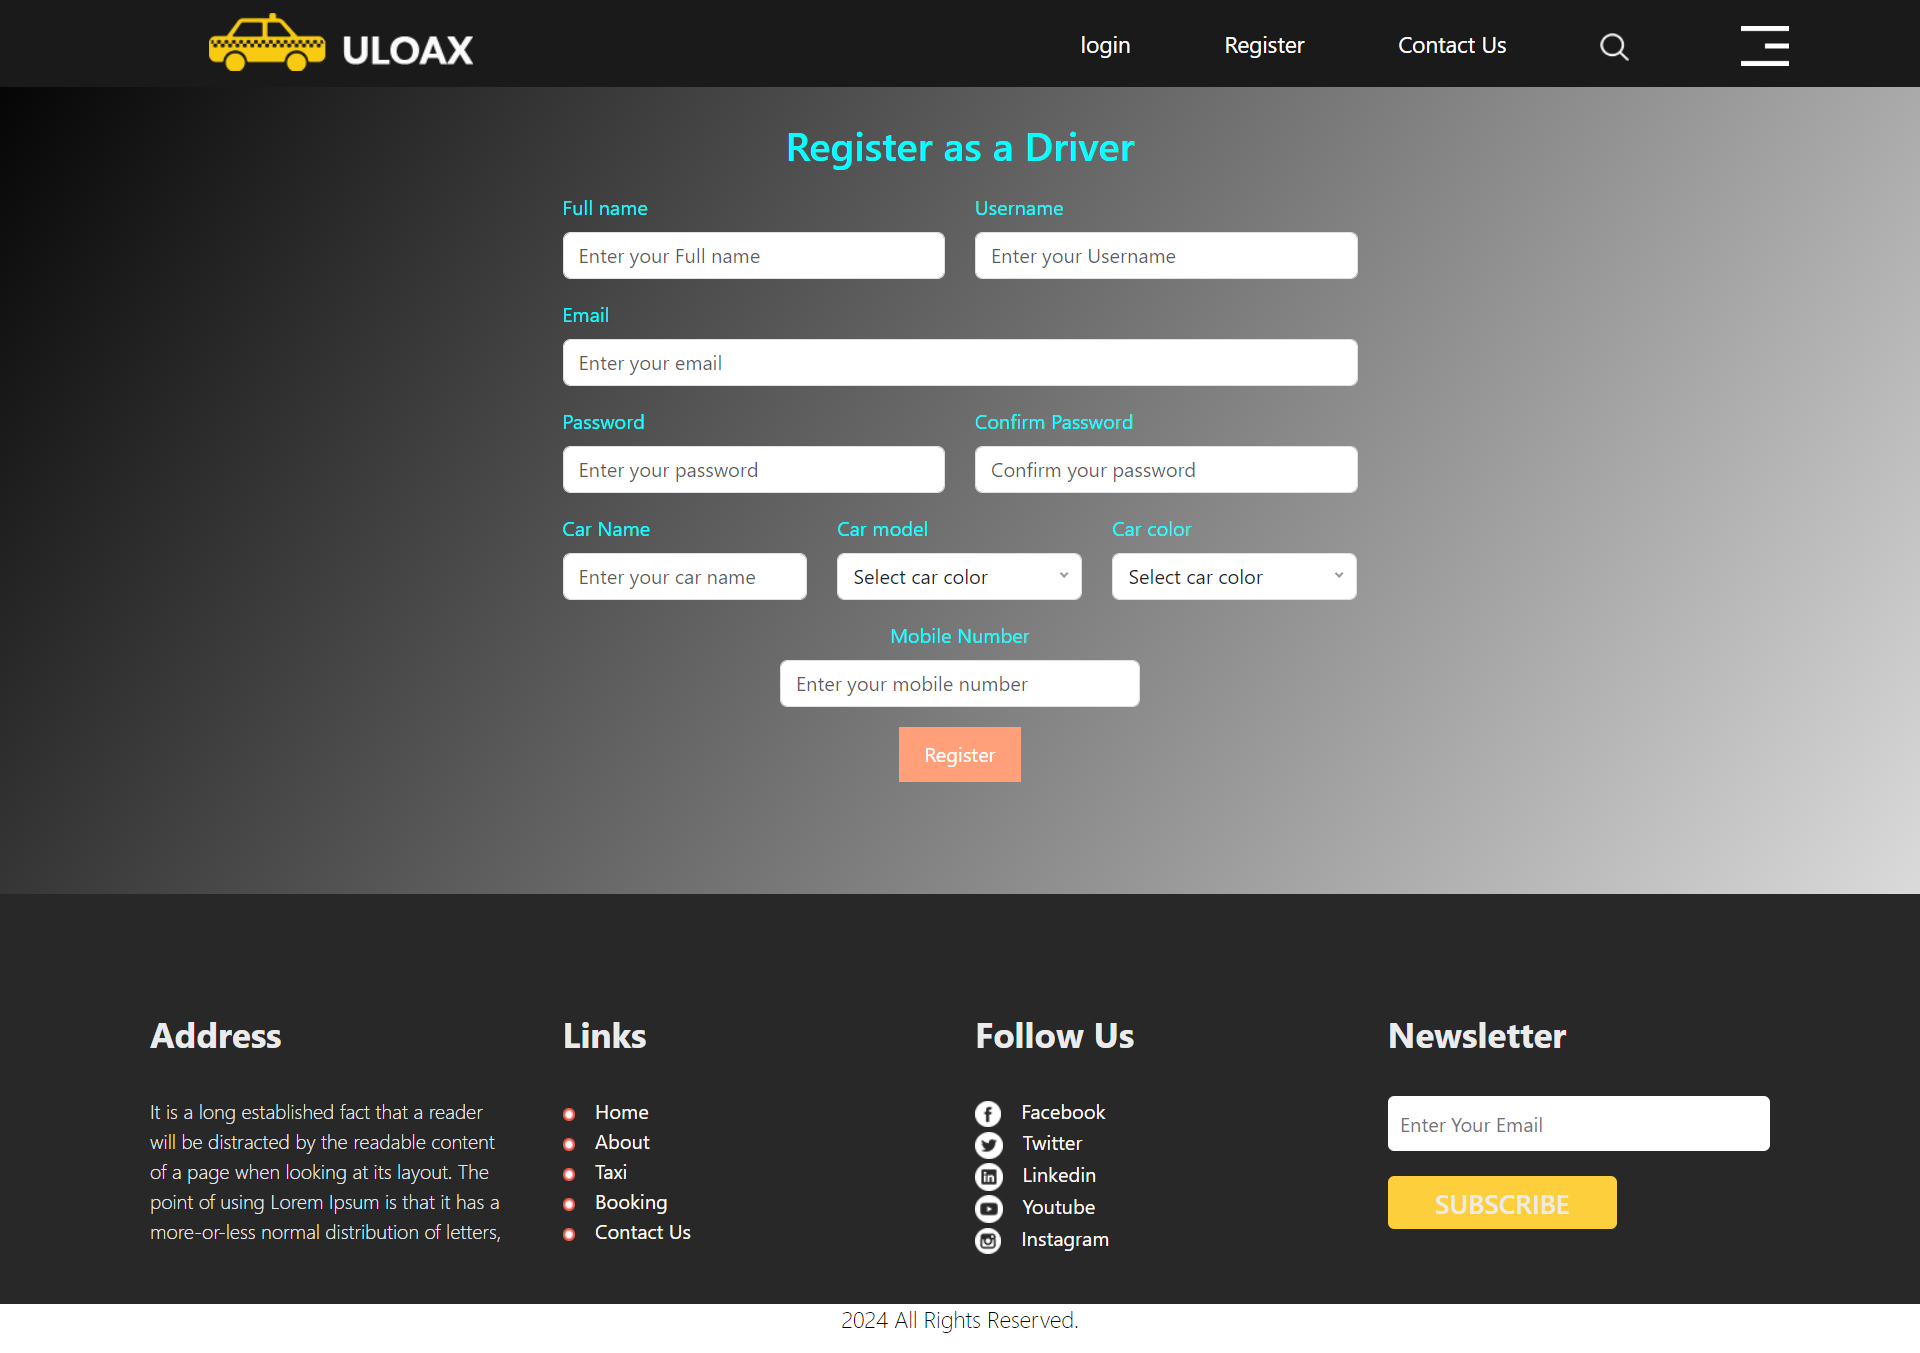 ULOAX
login
Register
Contact Us
Register as a Driver
Full name
Username
Enter your Full name
Enter your Username
Email
Enter your email
Password
Confirm Password
Enter your password
Confirm your password
Car Name
Car model
Car color
Enter your car name
Select car color
Select car color
Mobile Number
Enter your mobile number
Register
Address
It is a long established fact that a reader
will be distracted by the readable content
of a page when looking at its layout. The
point of using Lorem Ipsum is that it has a
more-or-less normal distribution of letters,
Links
Home
About
Taxi
Booking
Contact Us
Follow Us
Facebook
Twitter
Linkedin
Youtube
Instagram
Newsletter
Enter Your Email
SUBSCRIBE
2024 All Rights Reserved.